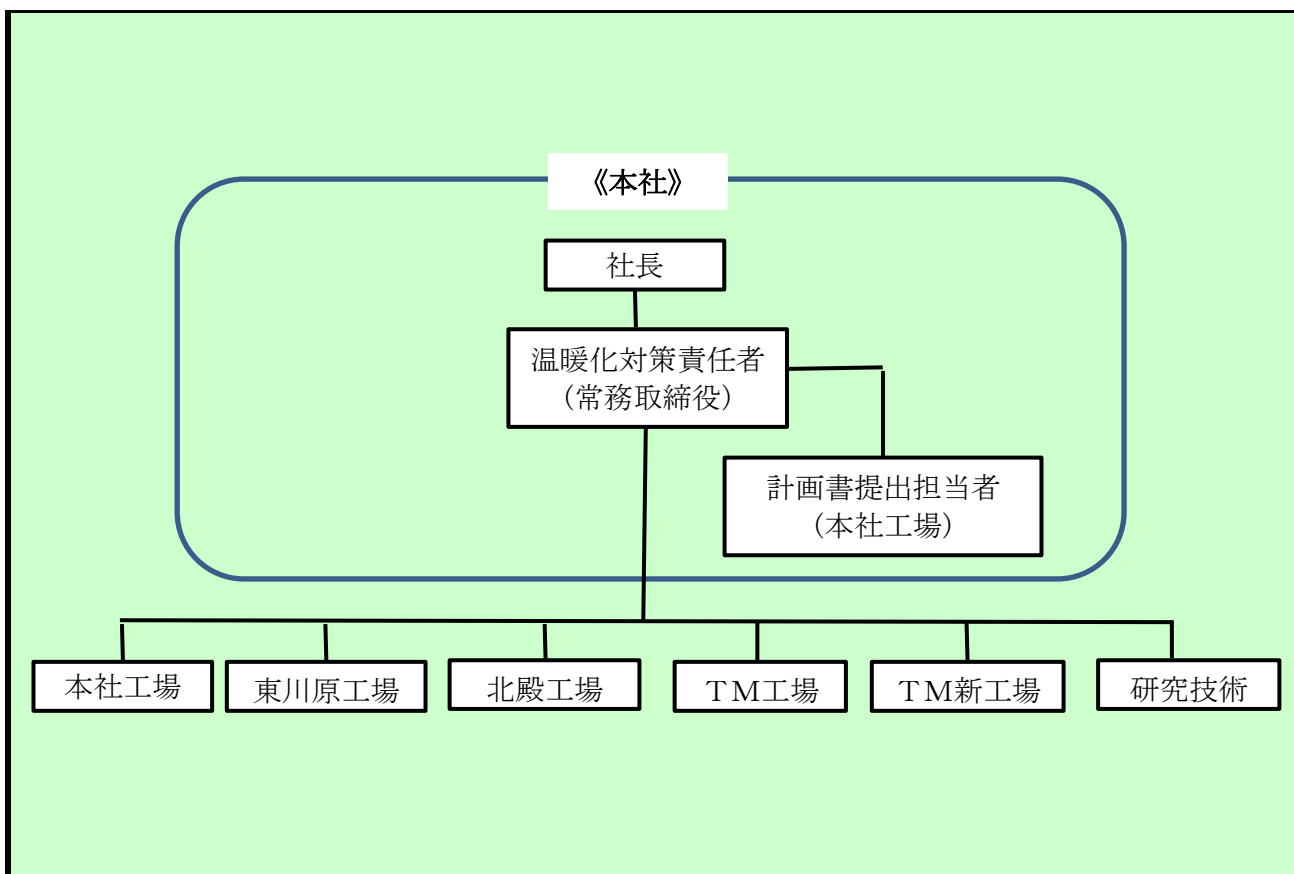 《本社》
社長
温暖化対策責任者
（常務取締役）
計画書提出担当者
（本社工場）
本社工場
東川原工場
北殿工場
ＴＭ工場
ＴＭ新工場
研究技術